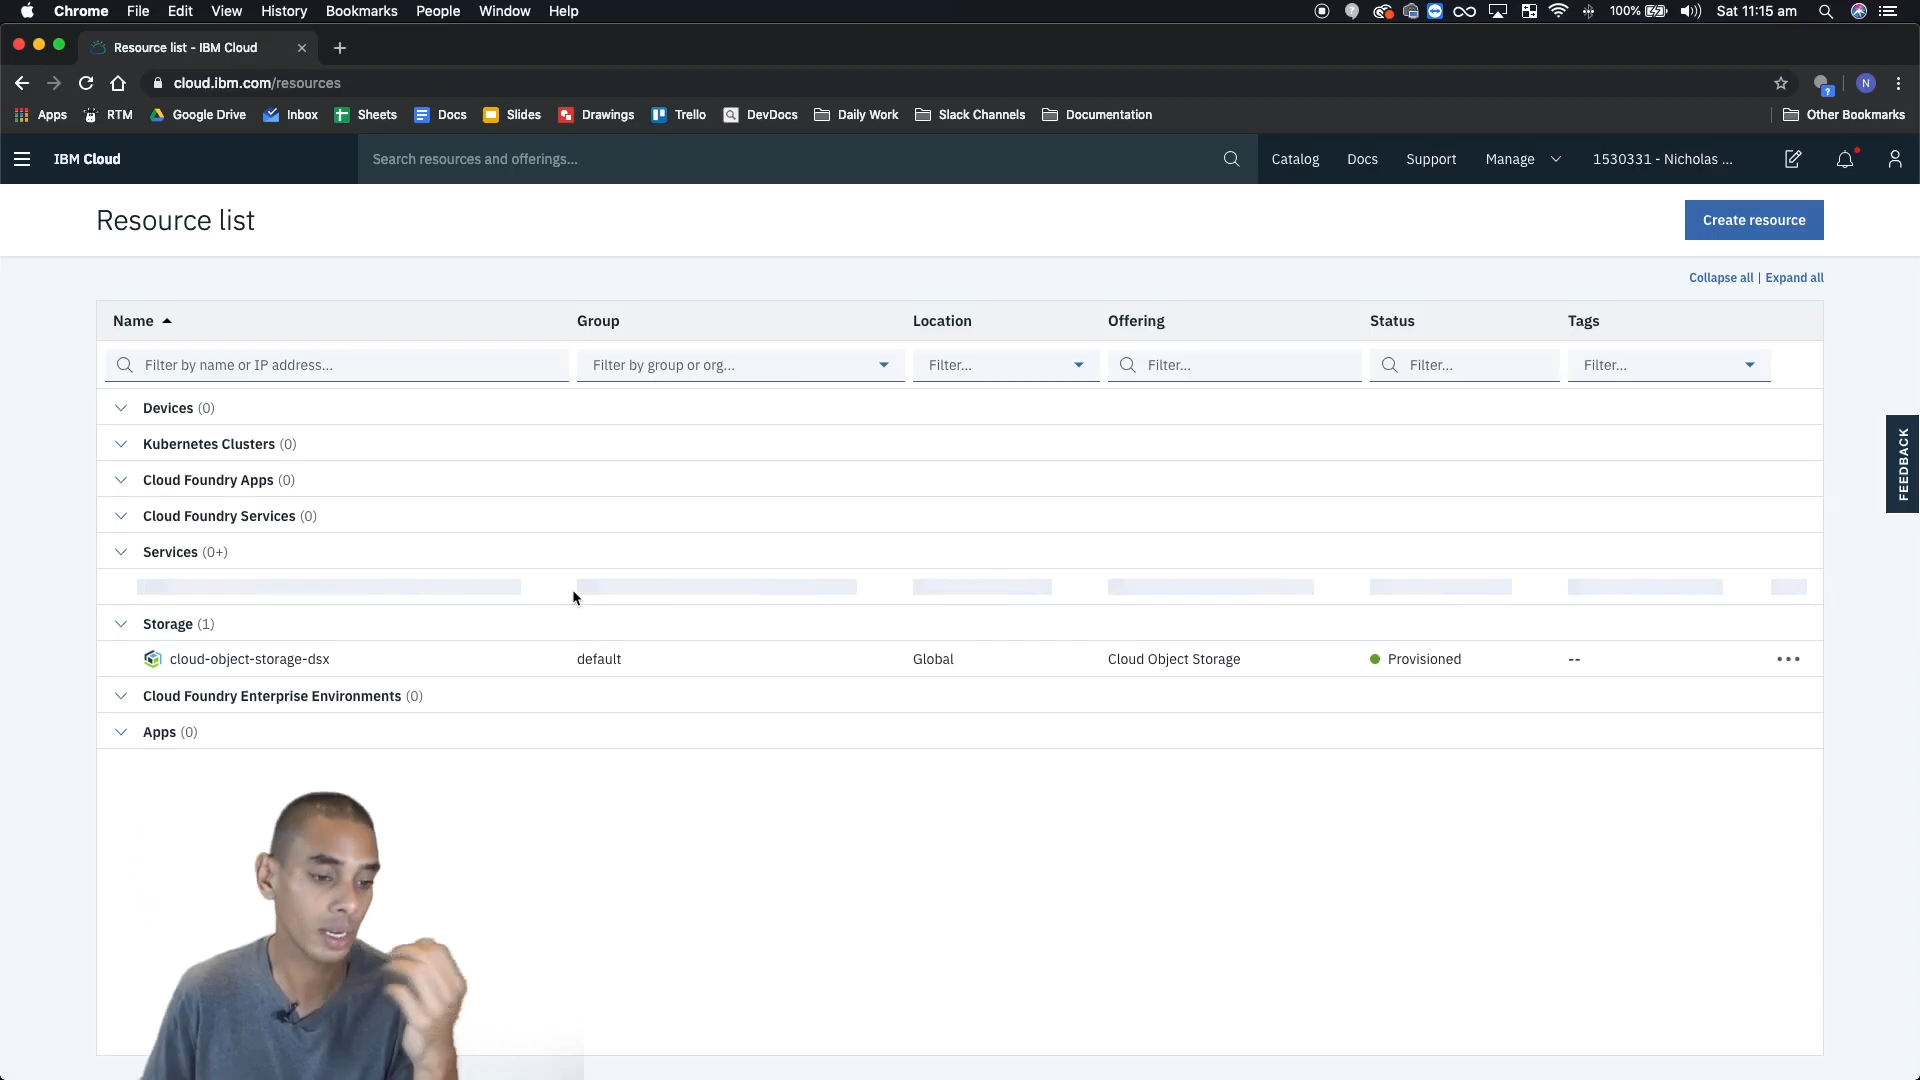 Chrome File Edit View History Bookmarks People Window Help 100% Sat 11:15 am
Resource list - IBM Cloud
cloud.ibm.com/resources N
Apps RTM Google Drive Inbox Sheets Docs Slides Drawings Trello DevDocs Daily Work Slack Channels Documentation Other Bookmarks
IBM Cloud Search resources and offerings... Catalog Docs Support Manage 1530331 - Nicholas ...
Resource list Create resource
Collapse all | Expand all
Name Group Location Offering Status Tags
Filter by name or IP address... Filter by group or org... Filter... Filter... Filter... Filter...
Devices (0)
Kubernetes Clusters (0)
FEEDBACK
Cloud Foundry Apps (0)
Cloud Foundry Services (0)
Services (0+)
Storage (1)
cloud-object-storage-dsx default Global Cloud Object Storage Provisioned -- •••
Cloud Foundry Enterprise Environments (0)
Apps (0)